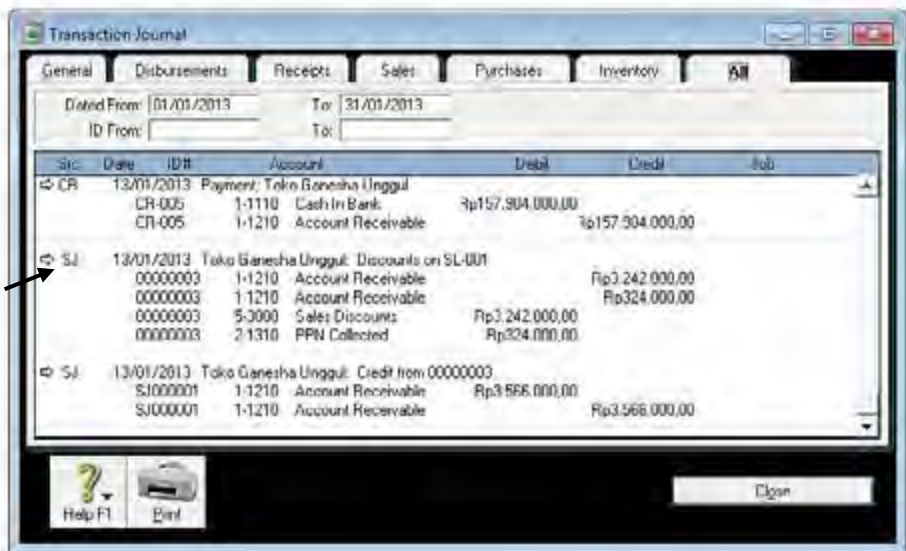 Transaction Journal
General Disbursements Receipts Sales Purchases Inventory All
Dated From: 01/01/2013 To: 31/01/2013
ID From: To:
Src Date ID# Account Debit Credit Job
CR 13/01/2013 Payment; Toko Ganesha Unggul
CR-005 1-1110 Cash In Bank Rp157.904.000,00
CR-005 1-1210 Account Receivable Rp157.904.000,00
SJ 13/01/2013 Toko Ganesha Unggul: Discounts on SL-001
00000003 1-1210 Account Receivable Rp3.242.000,00
00000003 1-1210 Account Receivable Rp324.000,00
00000003 5-3000 Sales Discounts Rp3.242.000,00
00000003 2-1310 PPN Collected Rp324.000,00
SJ 13/01/2013 Toko Ganesha Unggul: Credit from 00000003
SJ000001 1-1210 Account Receivable Rp3.566.000,00
SJ000001 1-1210 Account Receivable Rp3.566.000,00
Help F1 Print Close